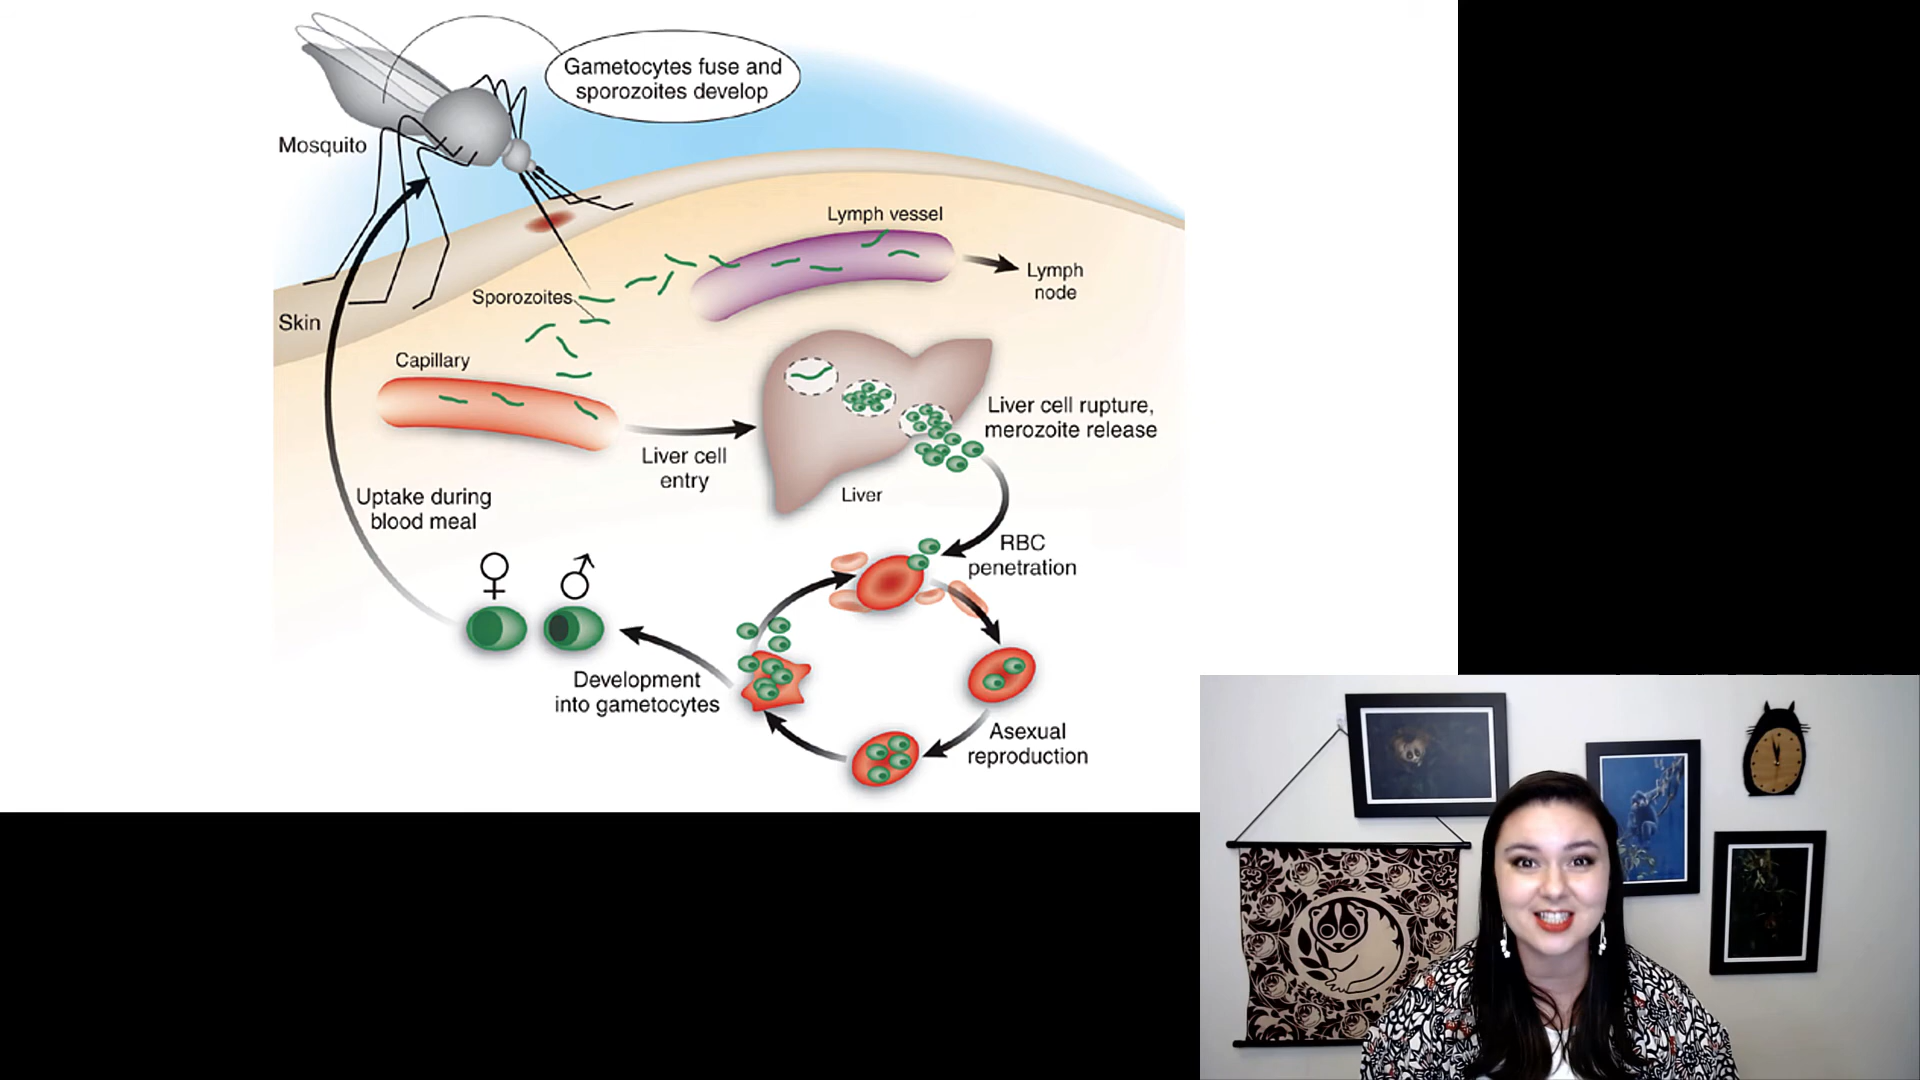 Gametocytes fuse and
sporozoites develop
Mosquito
Lymph vessel
Lymph
node
Sporozoites
Skin
Capillary
Liver cell rupture,
merozoite release
Liver cell
entry
Liver
Uptake during
blood meal
RBC
penetration
Development
into gametocytes
Asexual
reproduction